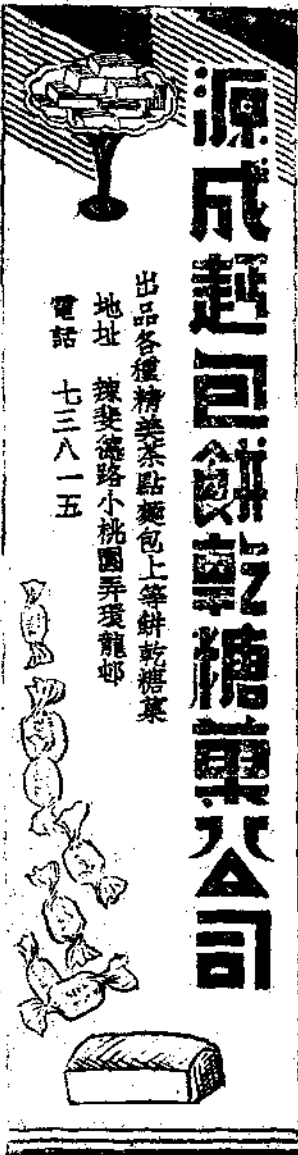 源成麵包餅乾糖菓公司
出品各種精美茶點麵包上等餅乾糖菓
地址 辣斐德路小桃園弄環龍邨
電話 七三八一五